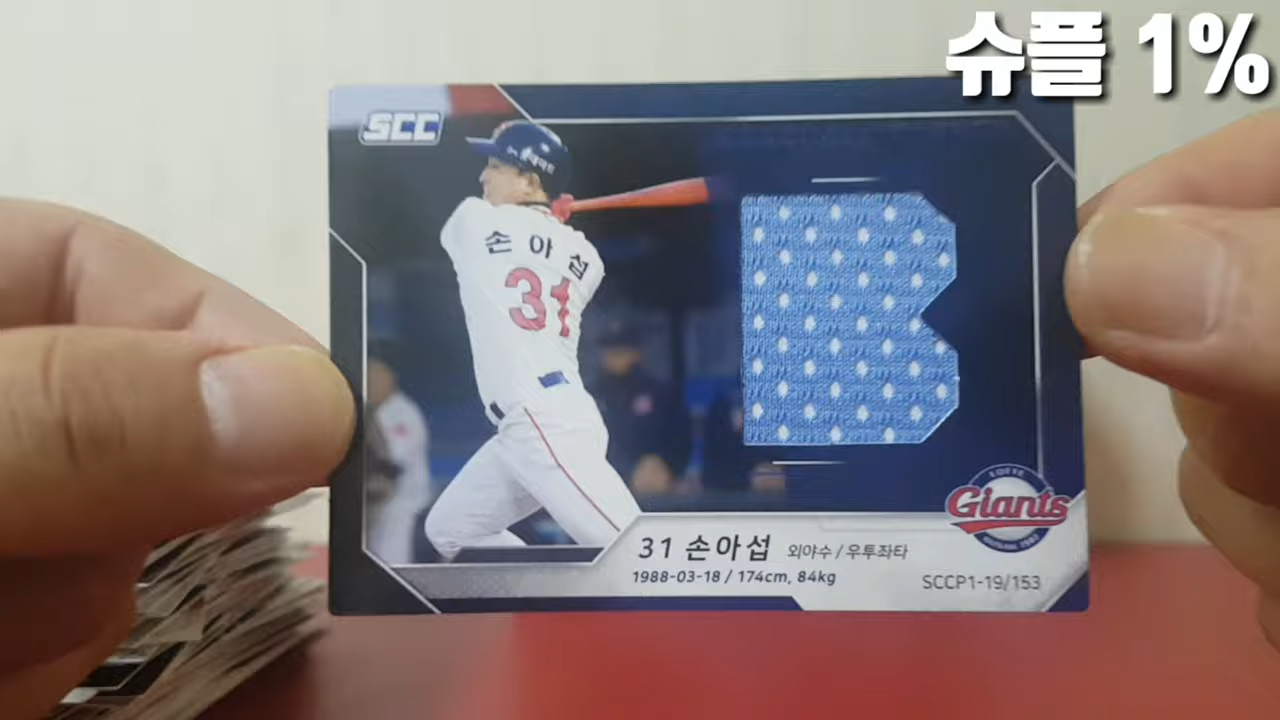 슈플 1%
SCC
손아섭
31
LOTTE
Giants
31 손아섭 외야수 / 우투좌타
1988-03-18 / 174cm, 84kg
SCCP1-19/153